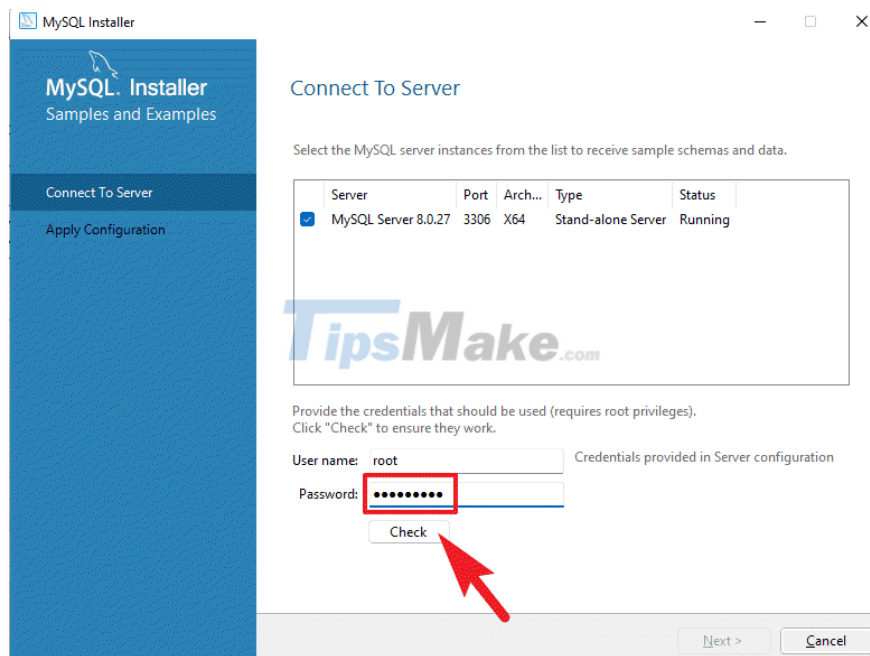 MySQL Installer
MySQL. Installer
Samples and Examples
Connect To Server
Apply Configuration
Connect To Server
Select the MySQL server instances from the list to receive sample schemas and data.
Server Port Arch... Type Status
MySQL Server 8.0.27 3306 X64 Stand-alone Server Running
TipsMake.com
Provide the credentials that should be used (requires root privileges).
Click "Check" to ensure they work.
User name: root Credentials provided in Server configuration
Password: •••••••••
Check
Next > Cancel